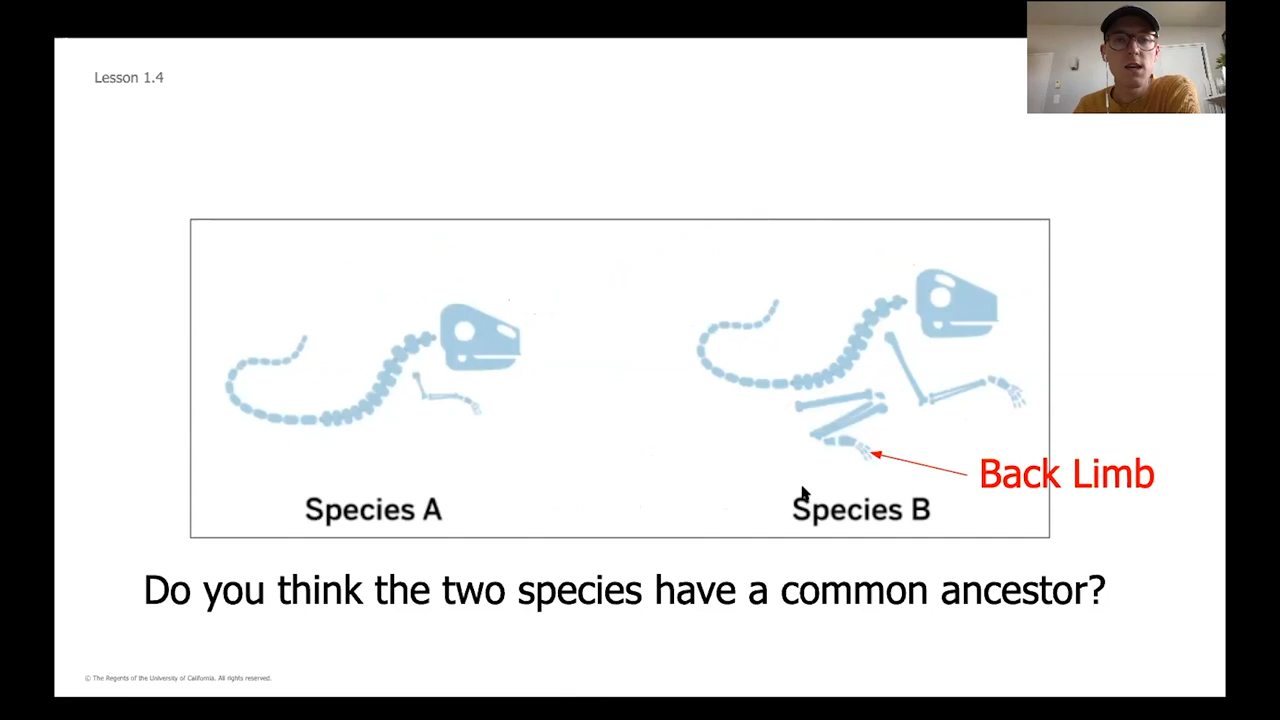 Lesson 1.4
Back Limb
Species A
Species B
Do you think the two species have a common ancestor?
© The Regents of the University of California. All rights reserved.